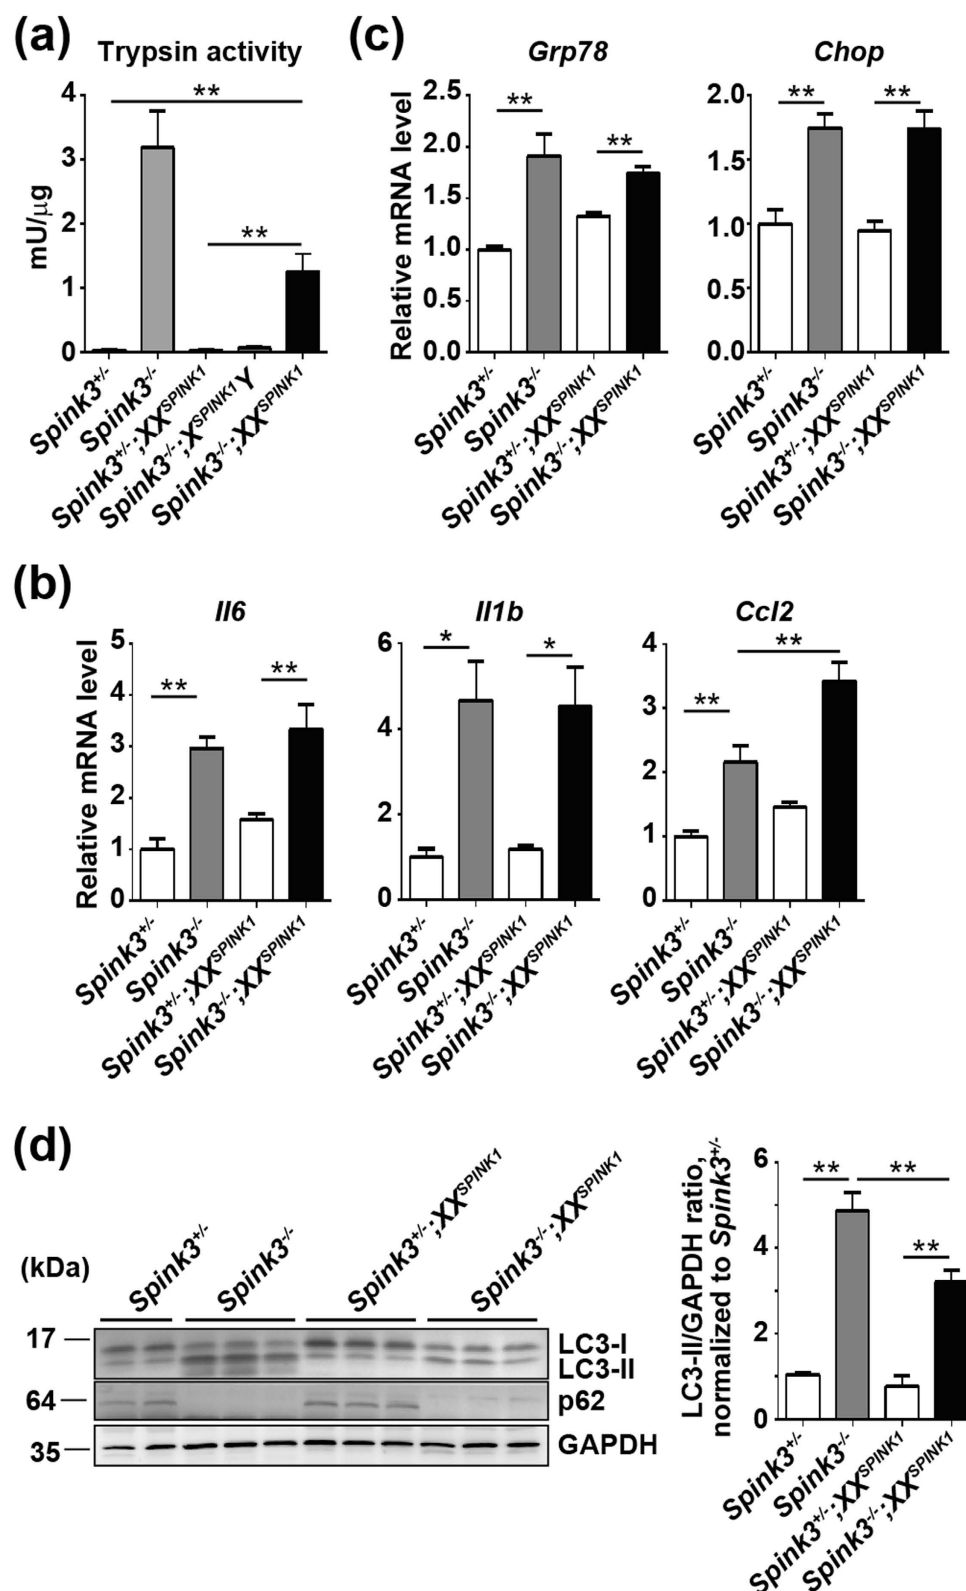 (a)
Trypsin activity
mU/μg
4
3
2
1
0
**
**
Spink3+/-
Spink3-/-
Spink3+/-;XXSPINK1
Spink3-/-;XSPINK1Y
Spink3-/-;XXSPINK1
(c)
Grp78
Relative mRNA level
2.5
2.0
1.5
1.0
0.5
0.0
**
**
Spink3+/-
Spink3-/-
Spink3+/-;XXSPINK1
Spink3-/-;XXSPINK1
Chop
2.0
1.5
1.0
0.5
0.0
**
**
Spink3+/-
Spink3-/-
Spink3+/-;XXSPINK1
Spink3-/-;XXSPINK1
(b)
Il6
Relative mRNA level
5
4
3
2
1
0
**
**
Spink3+/-
Spink3-/-
Spink3+/-;XXSPINK1
Spink3-/-;XXSPINK1
Il1b
6
4
2
0
*
*
Spink3+/-
Spink3-/-
Spink3+/-;XXSPINK1
Spink3-/-;XXSPINK1
Ccl2
4
3
2
1
0
**
**
Spink3+/-
Spink3-/-
Spink3+/-;XXSPINK1
Spink3-/-;XXSPINK1
(d)
(kDa)
Spink3+/-
Spink3-/-
Spink3+/-;XXSPINK1
Spink3-/-;XXSPINK1
17
LC3-I
LC3-II
64
p62
35
GAPDH
LC3-II/GAPDH ratio,
normalized to Spink3+/-
6
4
2
0
**
**
**
Spink3+/-
Spink3-/-
Spink3+/-;XXSPINK1
Spink3-/-;XXSPINK1